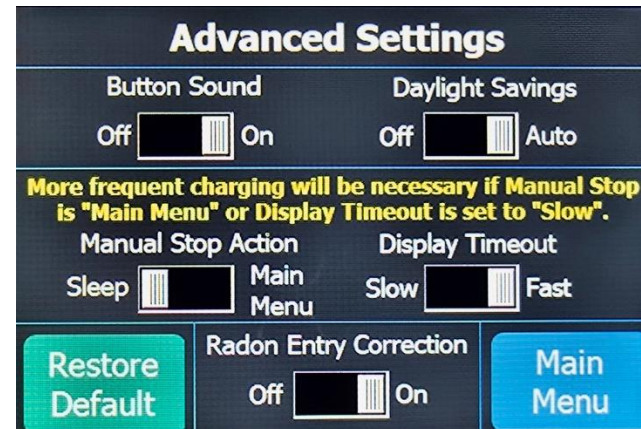 Advanced Settings
Button Sound
Off On
Daylight Savings
Off Auto
More frequent charging will be necessary if Manual Stop
is "Main Menu" or Display Timeout is set to "Slow".
Manual Stop Action
Sleep Main
Menu
Display Timeout
Slow Fast
Restore
Default
Radon Entry Correction
Off On
Main
Menu